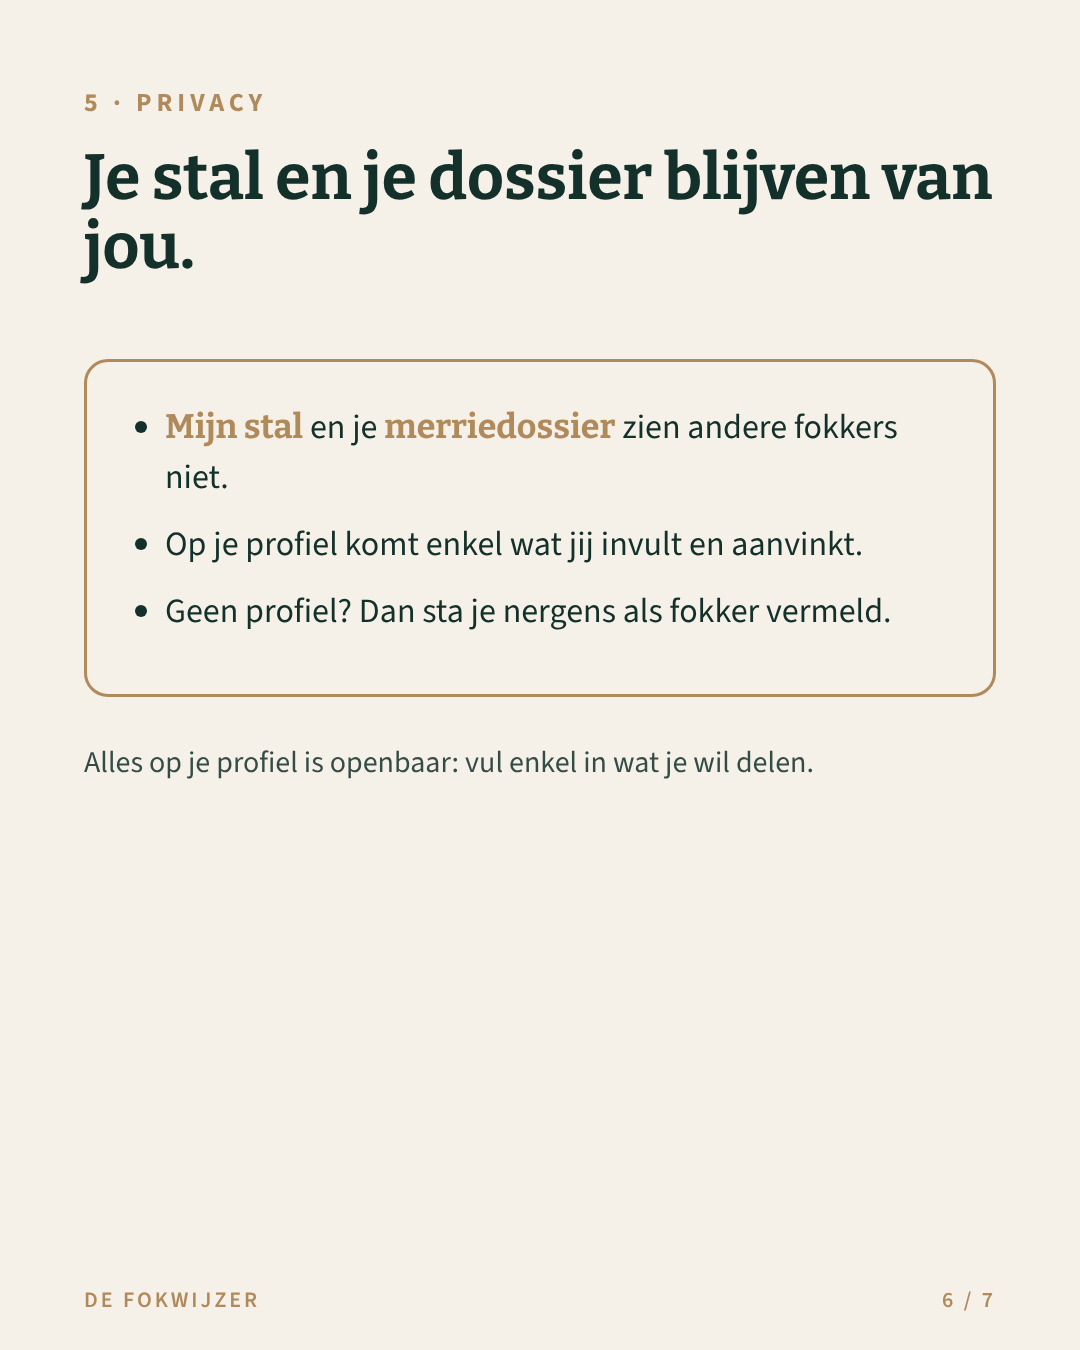 5 · PRIVACY
Je stal en je dossier blijven van
jou.
• Mijn stal en je merriedossier zien andere fokkers
niet.
• Op je profiel komt enkel wat jij invult en aanvinkt.
• Geen profiel? Dan sta je nergens als fokker vermeld.
Alles op je profiel is openbaar: vul enkel in wat je wil delen.
DE FOKWIJZER
6 / 7